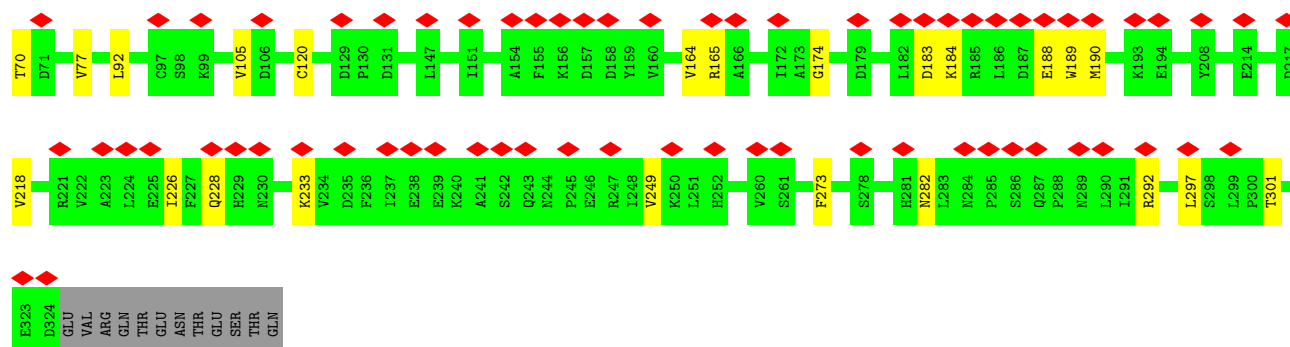 T70 D71 V77 L92 C97 S98 K99 V105 D106 C120 D129 P130 D131 L147 I151 A154 F155 K156 D157 D158 Y159 V160 V164 R165 A166 I172 A173 G174 D179 L182 D183 K184 R185 L186 D187 E188 W189 M190 K193 E194 Y208 E214 D217
V218 R221 V222 A223 L224 E225 I226 F227 Q228 H229 N230 K233 V234 D235 F236 I237 E238 E239 K240 A241 S242 Q243 N244 P245 E246 R247 I248 V249 K250 L251 H252 V260 S261 F273 S278 H281 N282 L283 N284 P285 S286 Q287 P288 N289 L290 I291 R292 L297 S298 L299 P300 T301
E323 D324 GLU VAL ARG GLN THR GLU ASN THR GLU SER THR GLN